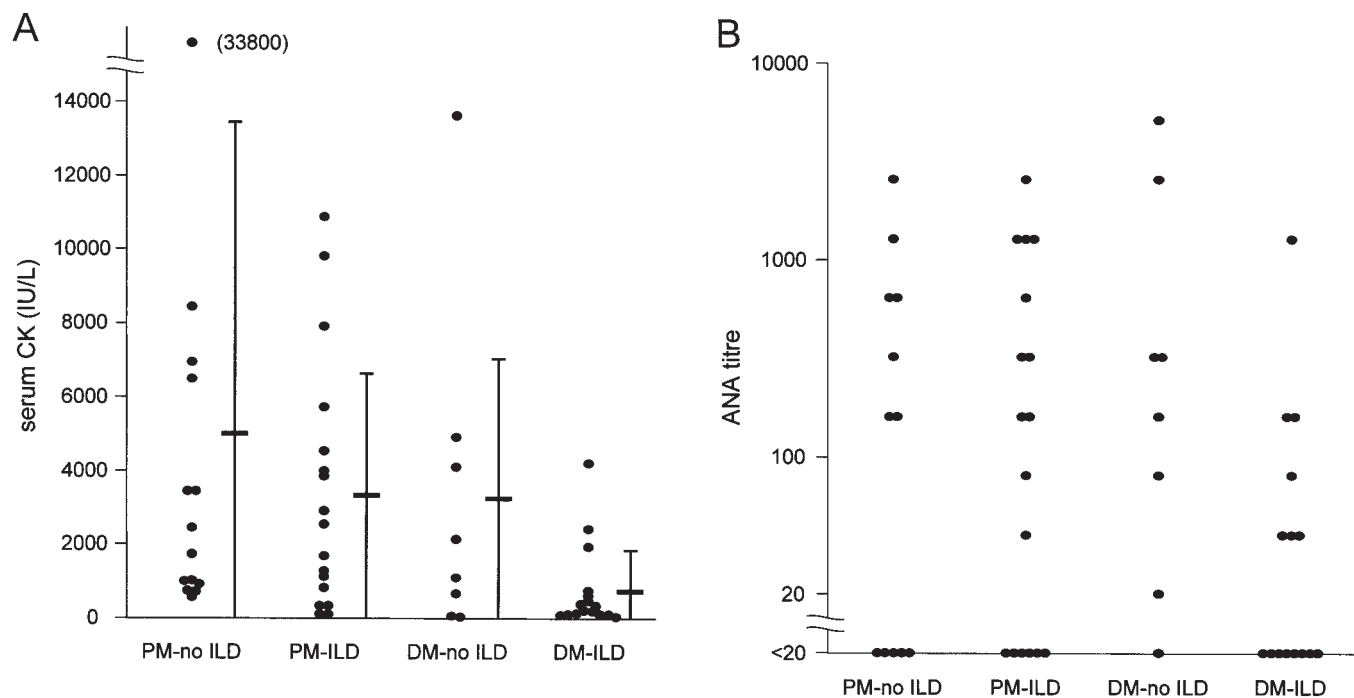 A
(33800)
14000
12000
10000
8000
6000
4000
2000
0
serum CK (IU/L)
PM-no ILD PM-ILD DM-no ILD DM-ILD
B
10000
1000
100
20
<20
ANA titre
PM-no ILD PM-ILD DM-no ILD DM-ILD